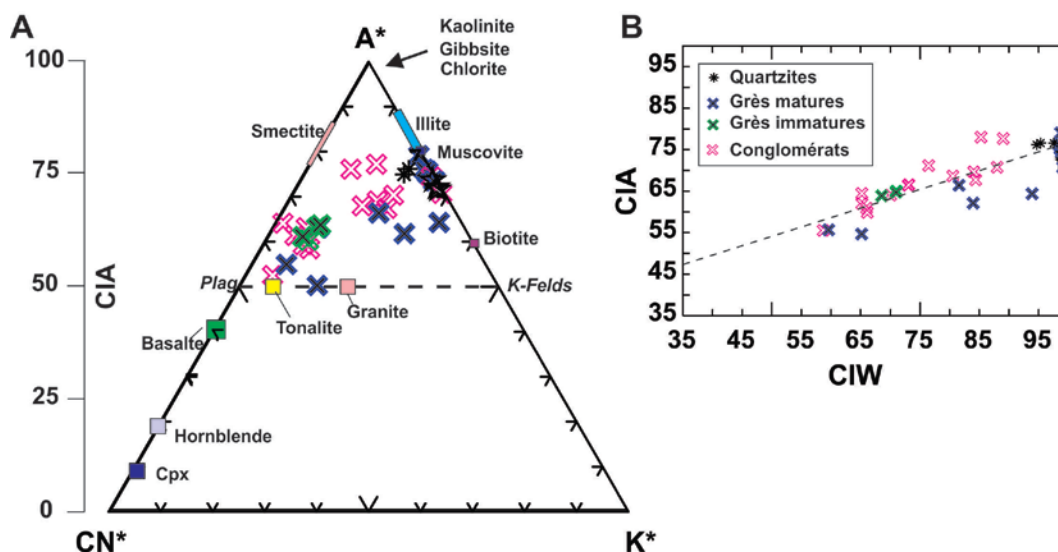 A
A*
Kaolinite
Gibbsite
Chlorite
100
Smectite
Illite
Muscovite
75
Biotite
CIA
Plag
K-Felds
50
Tonalite
Granite
Basalte
25
Hornblende
Cpx
0
CN*
K*
B
95
Quartzites
Grès matures
85
Grès immatures
Conglomérats
75
CIA
65
55
45
35
35
45
55
65
75
85
95
CIW